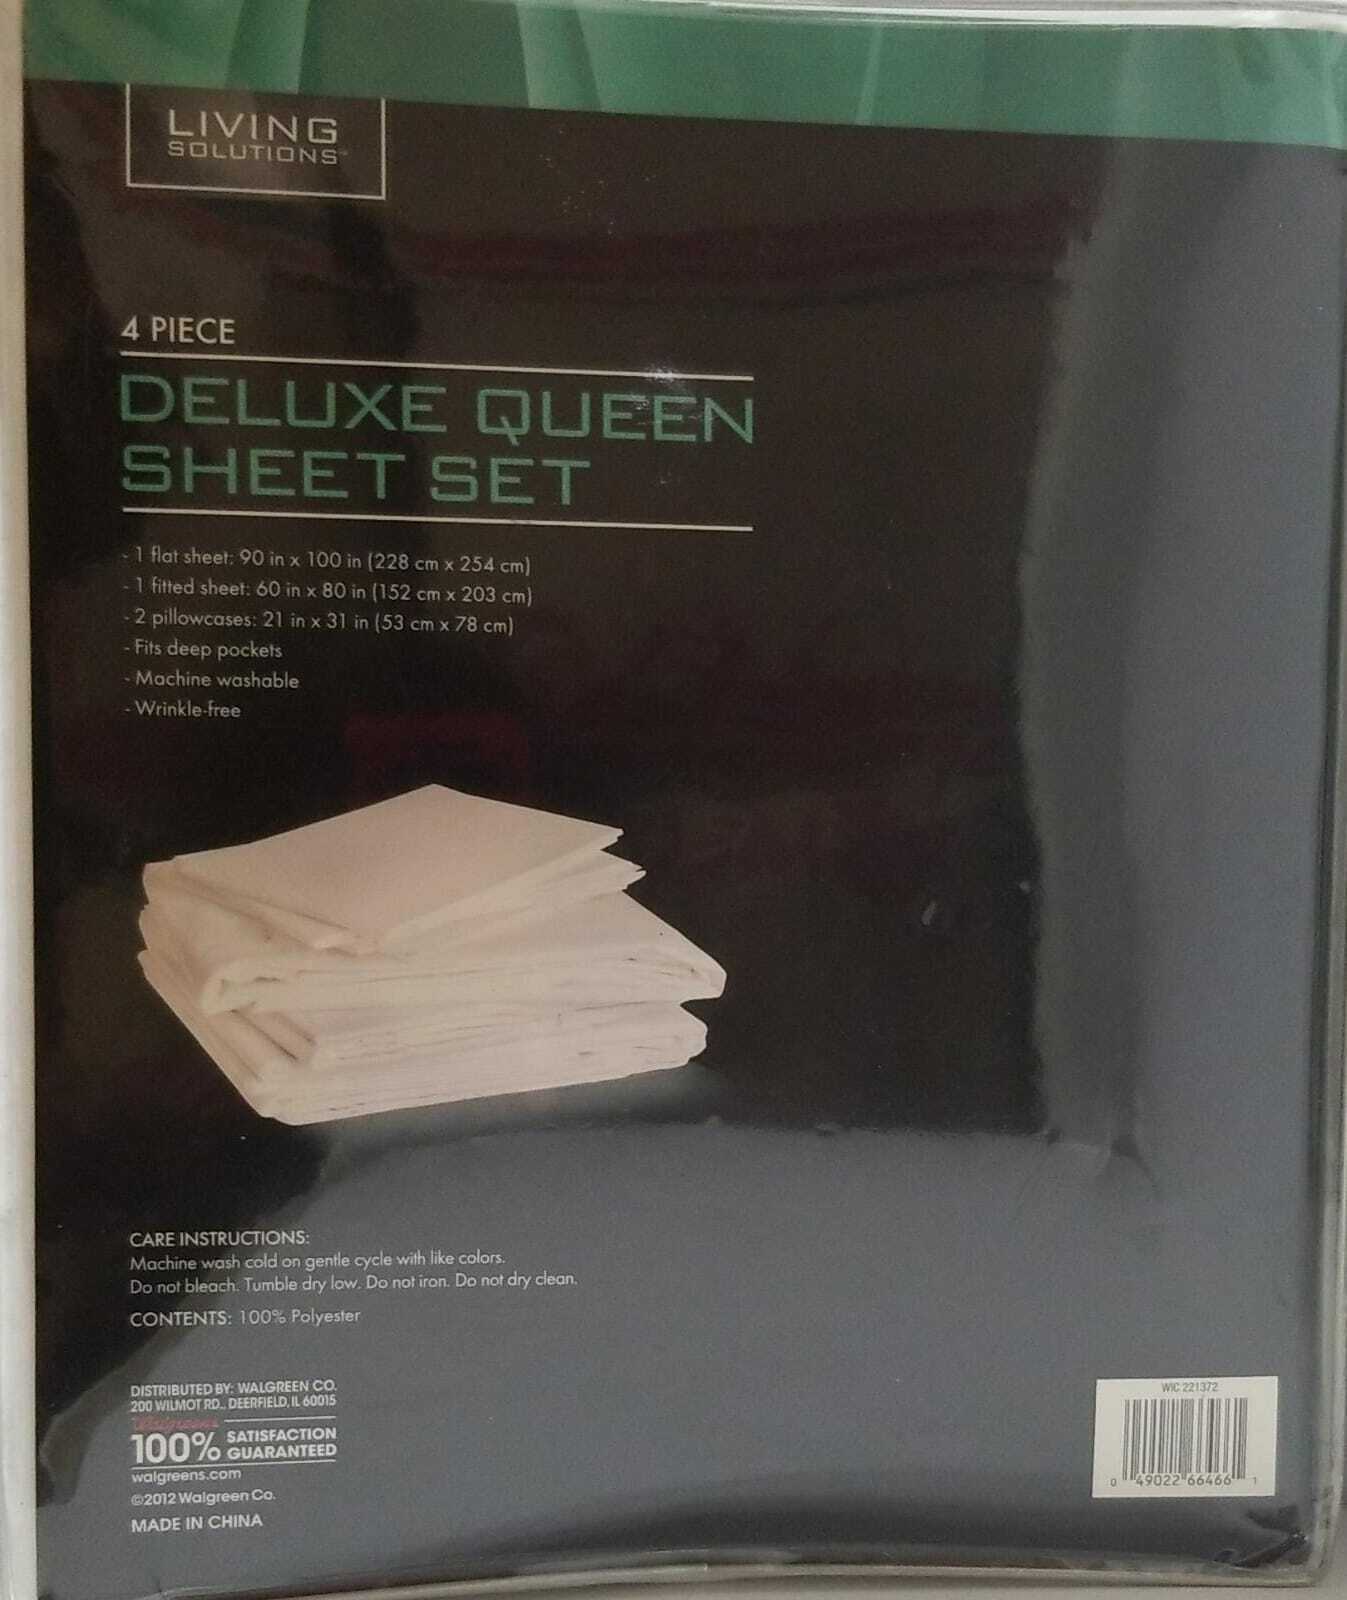 LIVING
SOLUTIONS™
4 PIECE
DELUXE QUEEN
SHEET SET
- 1 flat sheet: 90 in x 100 in (228 cm x 254 cm)
- 1 fitted sheet: 60 in x 80 in (152 cm x 203 cm)
- 2 pillowcases: 21 in x 31 in (53 cm x 78 cm)
- Fits deep pockets
- Machine washable
- Wrinkle-free
CARE INSTRUCTIONS:
Machine wash cold on gentle cycle with like colors.
Do not bleach. Tumble dry low. Do not iron. Do not dry clean.
CONTENTS: 100% Polyester
DISTRIBUTED BY: WALGREEN CO.
200 WILMOT RD., DEERFIELD, IL 60015
Walgreens
100% SATISFACTION
GUARANTEED
walgreens.com
©2012 Walgreen Co.
MADE IN CHINA
WIC 221372
0 49022 66466 1